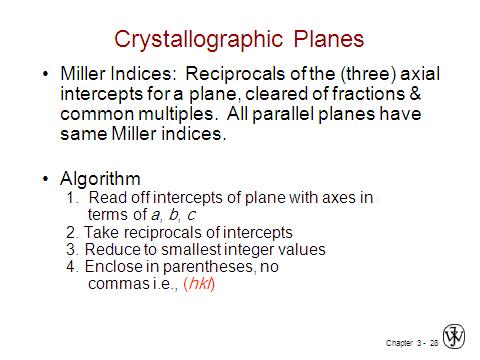 Crystallographic Planes
• Miller Indices: Reciprocals of the (three) axial
intercepts for a plane, cleared of fractions &
common multiples. All parallel planes have
same Miller indices.
• Algorithm
1. Read off intercepts of plane with axes in
terms of a, b, c
2. Take reciprocals of intercepts
3. Reduce to smallest integer values
4. Enclose in parentheses, no
commas i.e., (hkl)
Chapter 3 - 28